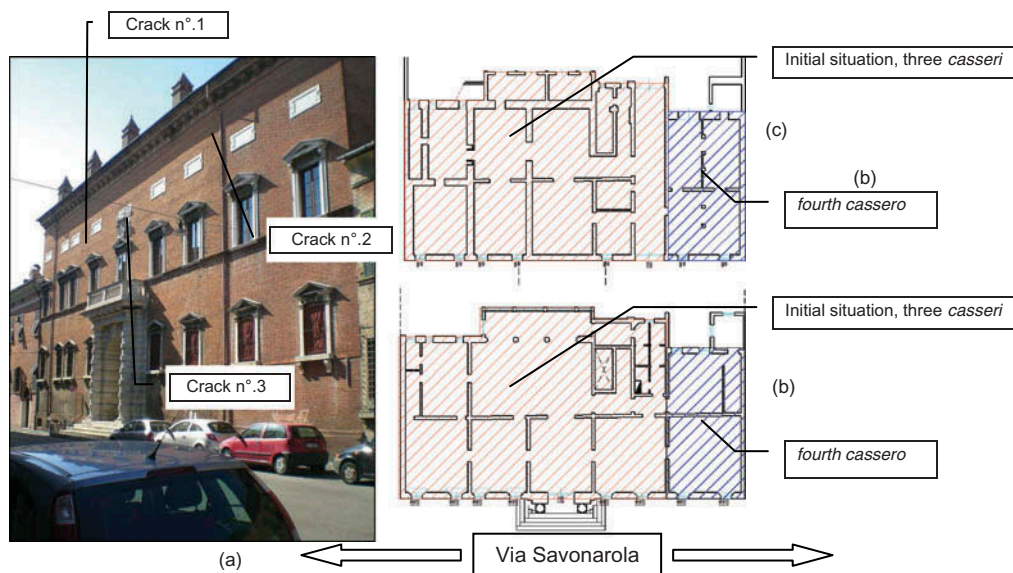 Crack n°.1
Initial situation, three casseri
(c)
(b)
fourth cassero
Crack n°.2
Initial situation, three casseri
Crack n°.3
(b)
fourth cassero
(a)
Via Savonarola